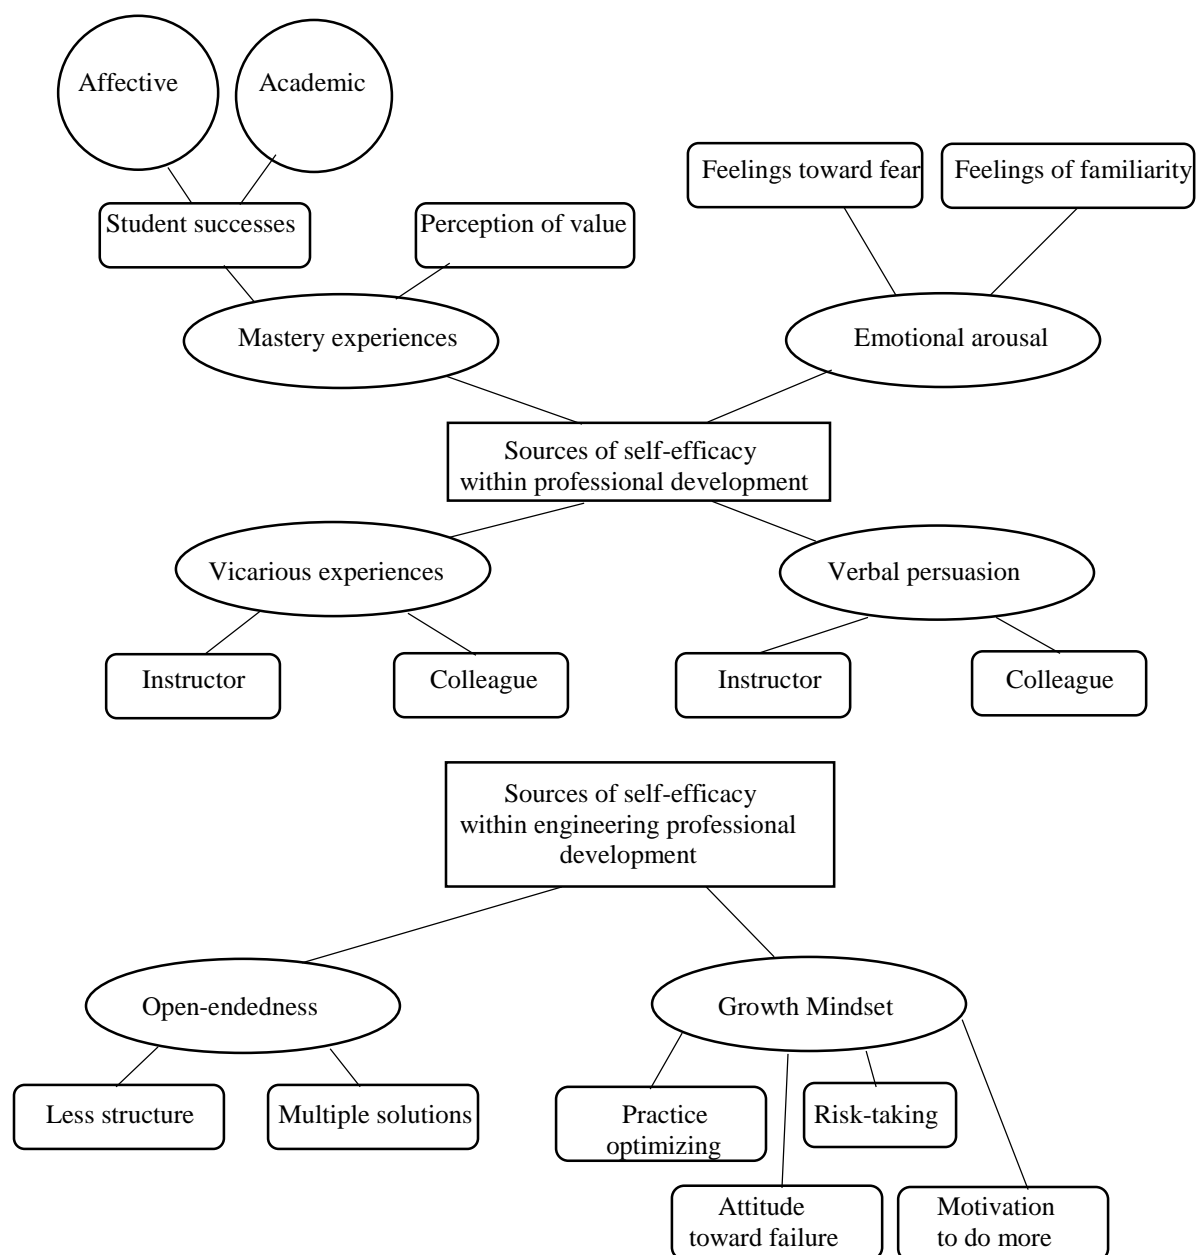 Affective
Academic
Feelings toward fear
Feelings of familiarity
Student successes
Perception of value
Mastery experiences
Emotional arousal
Sources of self-efficacy
within professional development
Vicarious experiences
Verbal persuasion
Instructor
Colleague
Instructor
Colleague
Sources of self-efficacy
within engineering professional
development
Open-endedness
Growth Mindset
Less structure
Multiple solutions
Practice
optimizing
Risk-taking
Attitude
toward failure
Motivation
to do more